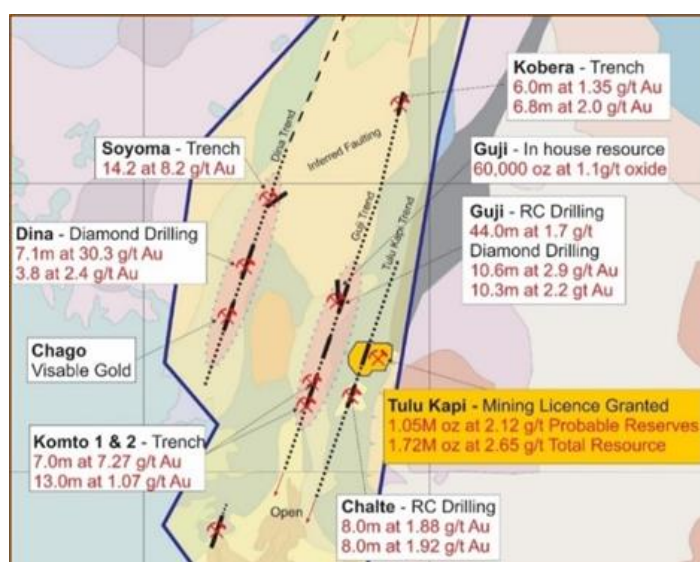 Kobera - Trench
6.0m at 1.35 g/t Au
6.8m at 2.0 g/t Au
Dina Trend
Soyoma - Trench
14.2 at 8.2 g/t Au
Inferred Faulting
Guji - In house resource
60,000 oz at 1.1g/t oxide
Guji Trend
Tulu Kapi Trend
Guji - RC Drilling
44.0m at 1.7 g/t
Diamond Drilling
10.6m at 2.9 g/t Au
10.3m at 2.2 gt Au
Dina - Diamond Drilling
7.1m at 30.3 g/t Au
3.8 at 2.4 g/t Au
Chago
Visable Gold
Tulu Kapi - Mining Licence Granted
1.05M oz at 2.12 g/t Probable Reserves
1.72M oz at 2.65 g/t Total Resource
Komto 1 & 2 - Trench
7.0m at 7.27 g/t Au
13.0m at 1.07 g/t Au
Open
Chalte - RC Drilling
8.0m at 1.88 g/t Au
8.0m at 1.92 g/t Au